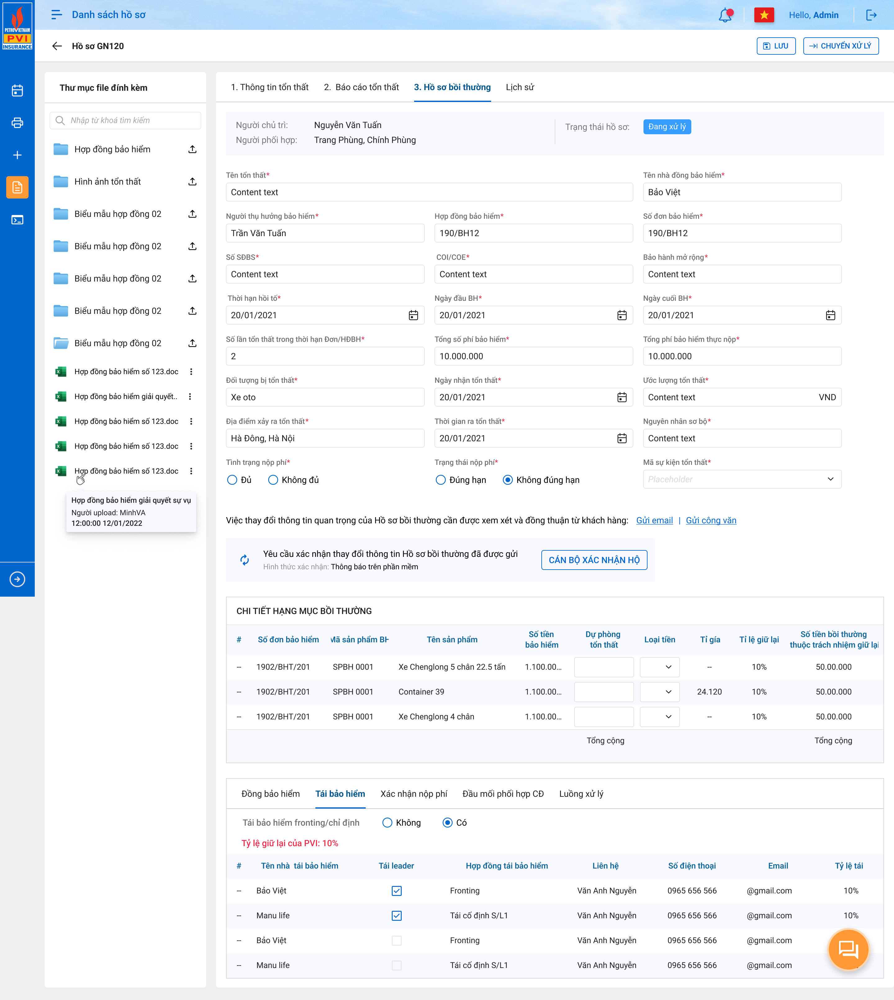 PETROVIETNAM
PVI
INSURANCE
Danh sách hồ sơ
Hello, Admin
Hồ sơ GN120
LƯU
CHUYỂN XỬ LÝ
Thư mục file đính kèm
Nhập từ khoá tìm kiếm
Hợp đồng bảo hiểm
Hình ảnh tổn thất
Biểu mẫu hợp đồng 02
Biểu mẫu hợp đồng 02
Biểu mẫu hợp đồng 02
Biểu mẫu hợp đồng 02
Biểu mẫu hợp đồng 02
Hợp đồng bảo hiểm số 123.doc
Hợp đồng bảo hiểm giải quyết..
Hợp đồng bảo hiểm số 123.doc
Hợp đồng bảo hiểm số 123.doc
Hợp đồng bảo hiểm số 123.doc
Hợp đồng bảo hiểm giải quyết sự vụ
Người upload: MinhVA
12:00:00 12/01/2022
1. Thông tin tổn thất 2. Báo cáo tổn thất 3. Hồ sơ bồi thường Lịch sử
Người chủ trì: Nguyễn Văn Tuấn
Người phối hợp: Trang Phùng, Chính Phùng
Trạng thái hồ sơ: Đang xử lý
Tên tổn thất* Tên nhà đồng bảo hiểm*
Content text Bảo Việt
Người thụ hưởng bảo hiểm* Hợp đồng bảo hiểm* Số đơn bảo hiểm*
Trần Văn Tuấn 190/BH12 190/BH12
Số SĐBS* COI/COE* Bảo hành mở rộng*
Content text Content text Content text
Thời hạn hồi tố* Ngày đầu BH* Ngày cuối BH*
20/01/2021 20/01/2021 20/01/2021
Số lần tổn thất trong thời hạn Đơn/HĐBH* Tổng số phí bảo hiểm* Tổng phí bảo hiểm thực nộp*
2 10.000.000 10.000.000
Đối tượng bị tổn thất* Ngày nhận tổn thất* Ước lượng tổn thất*
Xe oto 20/01/2021 Content text VND
Địa điểm xảy ra tổn thất* Thời gian ra tổn thất* Nguyên nhân sơ bộ*
Hà Đông, Hà Nội 20/01/2021 Content text
Tình trạng nộp phí* Trạng thái nộp phí* Mã sự kiện tổn thất*
Đủ Không đủ Đúng hạn Không đúng hạn Placeholder
Việc thay đổi thông tin quan trọng của Hồ sơ bồi thường cần được xem xét và đồng thuận từ khách hàng: Gửi email | Gửi công văn
Yêu cầu xác nhận thay đổi thông tin Hồ sơ bồi thường đã được gửi
Hình thức xác nhận: Thông báo trên phần mềm
CÁN BỘ XÁC NHẬN HỘ
CHI TIẾT HẠNG MỤC BỒI THƯỜNG
# Số đơn bảo hiểm Mã sản phẩm BH Tên sản phẩm Số tiền bảo hiểm Dự phòng tổn thất Loại tiền Tỉ gía Tỉ lệ giữ lại Số tiền bồi thường thuộc trách nhiệm giữ lại
-- 1902/BHT/201 SPBH 0001 Xe Chenglong 5 chân 22.5 tấn 1.100.00... -- 10% 50.00.000
-- 1902/BHT/201 SPBH 0001 Container 39 1.100.00... 24.120 10% 50.00.000
-- 1902/BHT/201 SPBH 0001 Xe Chenglong 4 chân 1.100.00... -- 10% 50.00.000
Tổng cộng Tổng cộng
Đồng bảo hiểm Tái bảo hiểm Xác nhận nộp phí Đầu mối phối hợp CĐ Luồng xử lý
Tái bảo hiểm fronting/chỉ định Không Có
Tỷ lệ giữ lại của PVI: 10%
# Tên nhà tái bảo hiểm Tái leader Hợp đồng tái bảo hiểm Liên hệ Số điện thoại Email Tỷ lệ tái
-- Bảo Việt Fronting Văn Anh Nguyễn 0965 656 566 @gmail.com 10%
-- Manu life Tái cố định S/L1 Văn Anh Nguyễn 0965 656 566 @gmail.com 10%
-- Bảo Việt Fronting Văn Anh Nguyễn 0965 656 566 @gmail.com
-- Manu life Tái cố định S/L1 Văn Anh Nguyễn 0965 656 566 @gmail.com